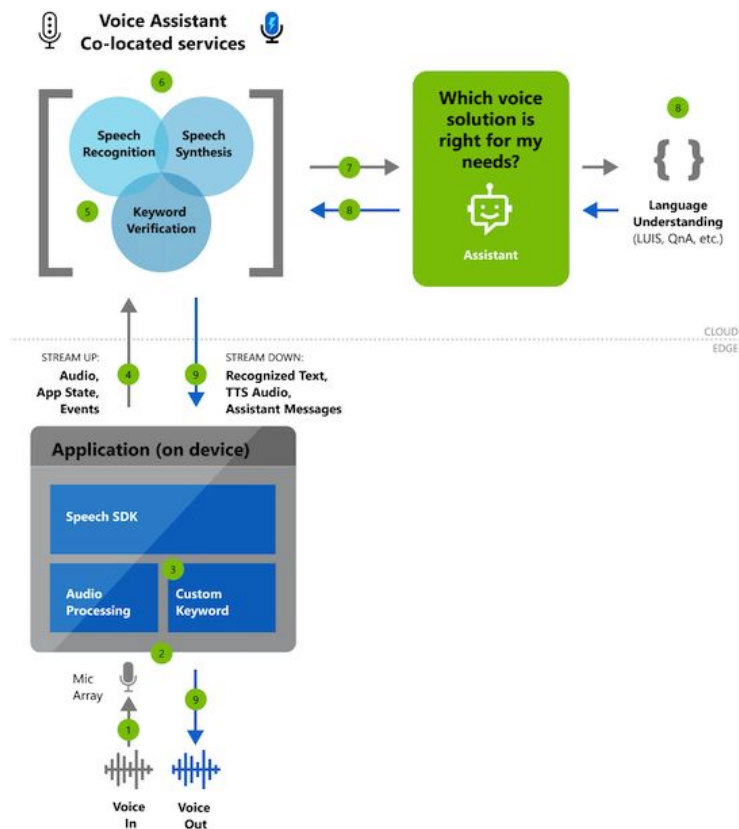 Voice Assistant
Co-located services
6
Speech
Recognition
Speech
Synthesis
5
Keyword
Verification
7
8
Which voice
solution is
right for my
needs?
Assistant
8
{ }
Language
Understanding
(LUIS, QnA, etc.)
CLOUD
EDGE
STREAM UP:
Audio,
App State,
Events
4
9
STREAM DOWN:
Recognized Text,
TTS Audio,
Assistant Messages
Application (on device)
Speech SDK
3
Audio
Processing
Custom
Keyword
2
Mic
Array
1
9
Voice
In
Voice
Out